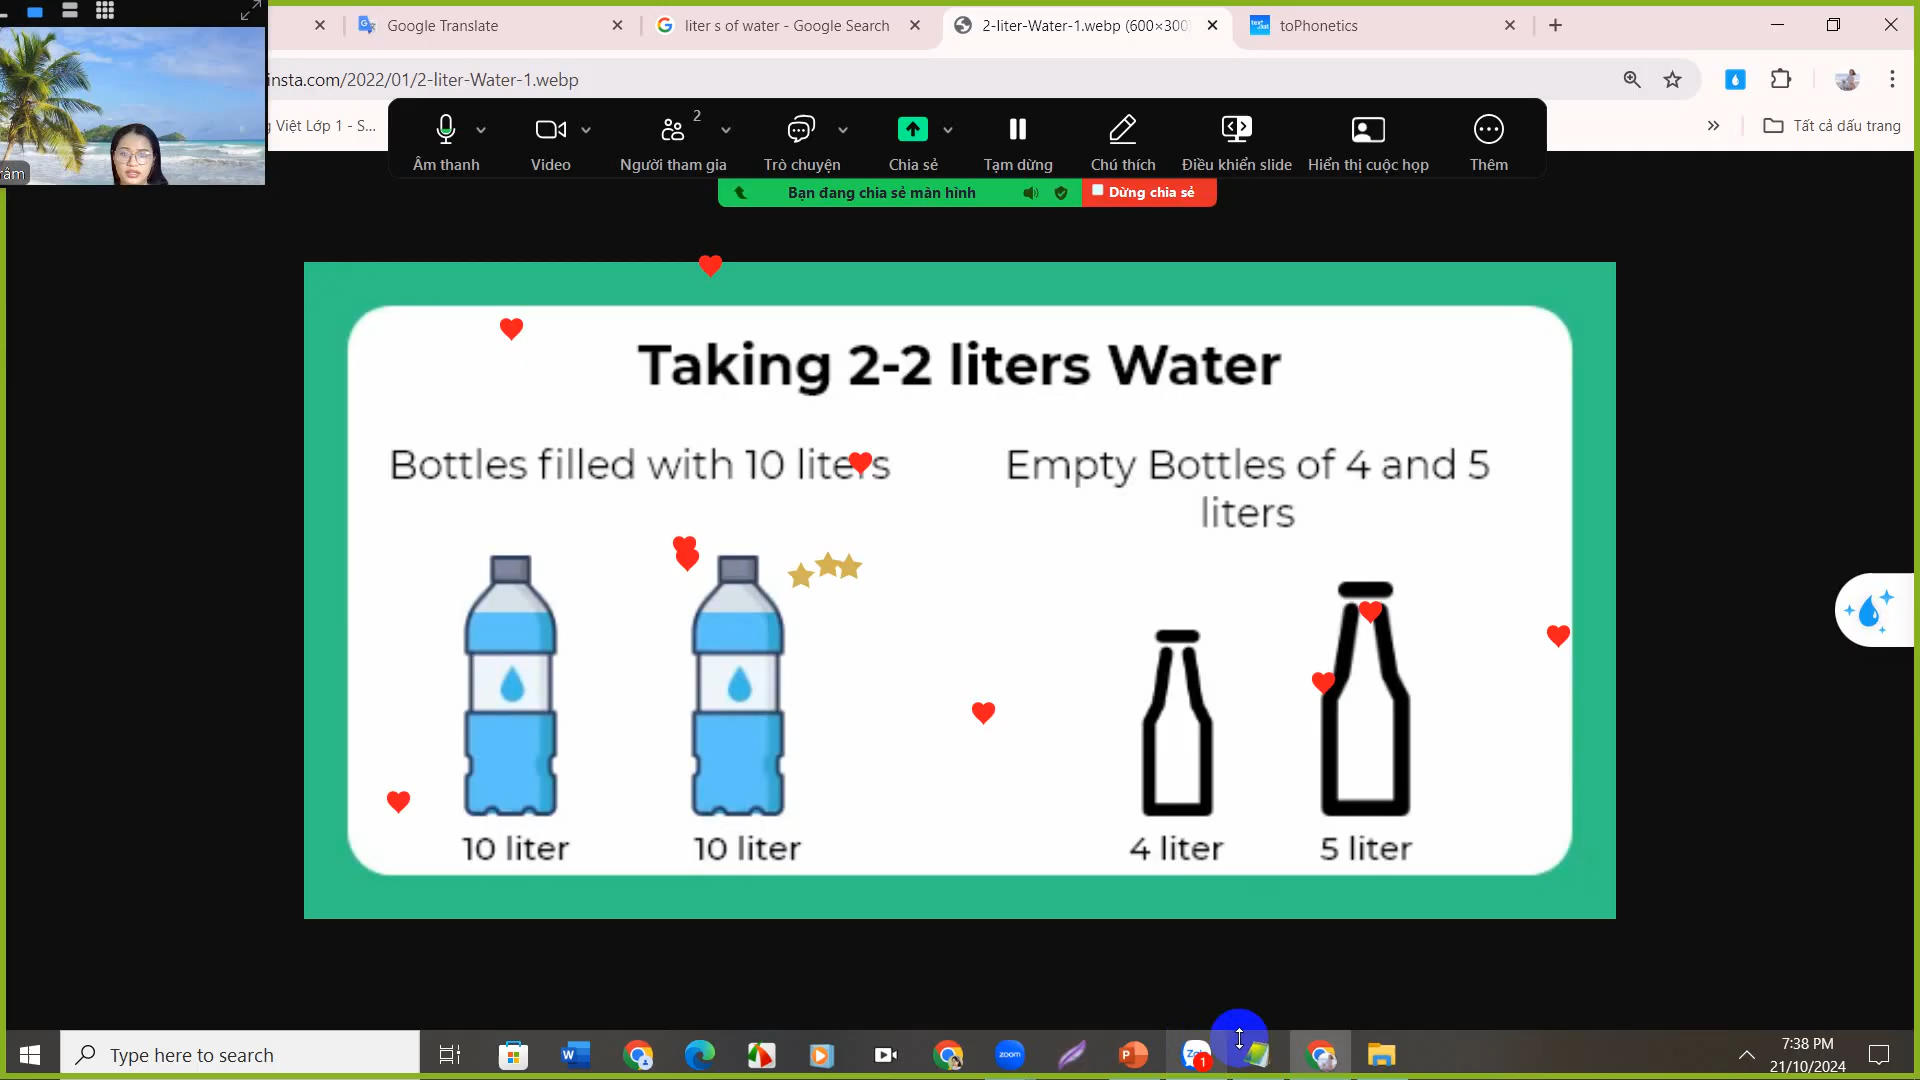 Google Translate
liter s of water - Google Search
2-liter-Water-1.webp (600×300
toPhonetics
insta.com/2022/01/2-liter-Water-1.webp
g Việt Lớp 1 - S...
Tất cả dấu trang
2
Âm thanh
Video
Người tham gia
Trò chuyện
Chia sẻ
Tạm dừng
Chú thích
Điều khiển slide
Hiển thị cuộc họp
Thêm
râm
Bạn đang chia sẻ màn hình
Dừng chia sẻ
Taking 2-2 liters Water
Bottles filled with 10 liters
Empty Bottles of 4 and 5
liters
10 liter
10 liter
4 liter
5 liter
Type here to search
zoom
1
7:38 PM
21/10/2024